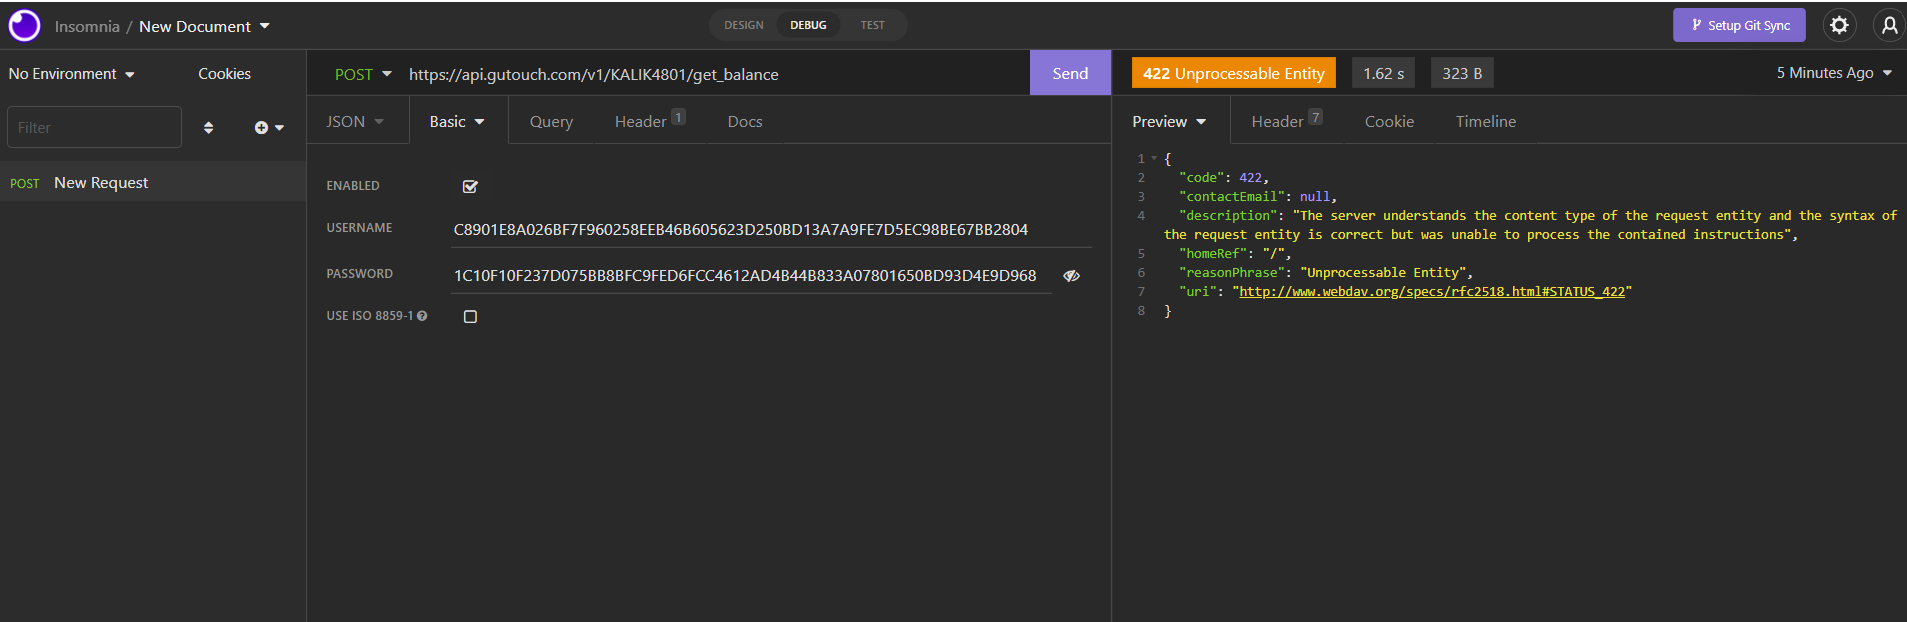 Insomnia / New Document
DESIGN DEBUG TEST
Setup Git Sync
No Environment
Cookies
POST https://api.gutouch.com/v1/KALIK4801/get_balance
Send
422 Unprocessable Entity
1.62 s
323 B
5 Minutes Ago
Filter
JSON
Basic
Query
Header 1
Docs
Preview
Header 7
Cookie
Timeline
POST New Request
ENABLED
USERNAME C8901E8A026BF7F960258EEB46B605623D250BD13A7A9FE7D5EC98BE67BB2804
PASSWORD 1C10F10F237D075BB8BFC9FED6FCC4612AD4B44B833A07801650BD93D4E9D968
USE ISO 8859-1
1 {
2 "code": 422,
3 "contactEmail": null,
4 "description": "The server understands the content type of the request entity and the syntax of
the request entity is correct but was unable to process the contained instructions",
5 "homeRef": "/",
6 "reasonPhrase": "Unprocessable Entity",
7 "uri": "http://www.webdav.org/specs/rfc2518.html#STATUS_422"
8 }